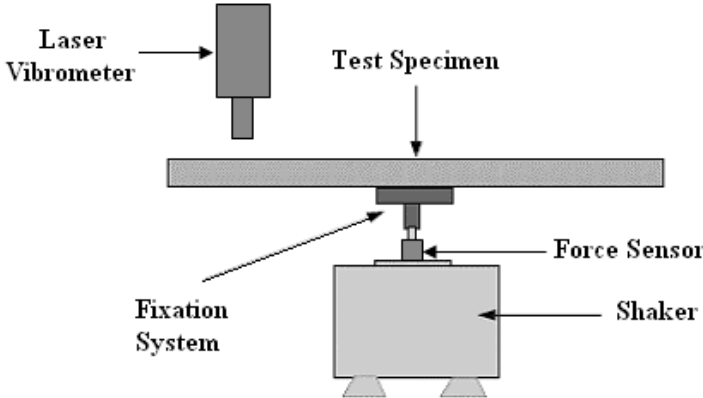 Laser
Vibrometer
Test Specimen
Force Sensor
Fixation
System
Shaker